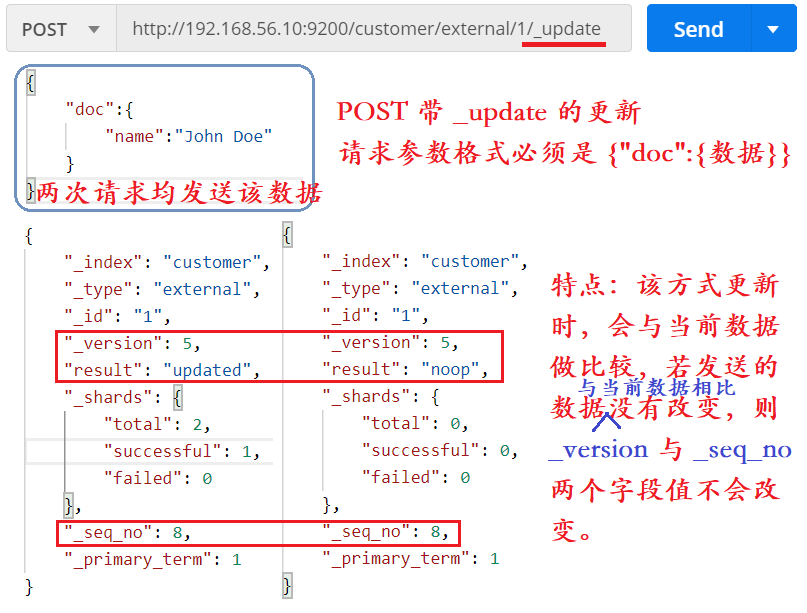 POST http://192.168.56.10:9200/customer/external/1/_update Send
{
"doc":{
"name":"John Doe"
}
}
两次请求均发送该数据
POST 带 _update 的更新
请求参数格式必须是 {"doc":{数据}}
{
"_index": "customer",
"_type": "external",
"_id": "1",
"_version": 5,
"result": "updated",
"_shards": {
"total": 2,
"successful": 1,
"failed": 0
},
"_seq_no": 8,
"_primary_term": 1
}
{
"_index": "customer",
"_type": "external",
"_id": "1",
"_version": 5,
"result": "noop",
"_shards": {
"total": 0,
"successful": 0,
"failed": 0
},
"_seq_no": 8,
"_primary_term": 1
}
特点：该方式更新
时，会与当前数据
做比较，若发送的
与当前数据相比
数据没有改变，则
_version 与 _seq_no
两个字段值不会改
变。